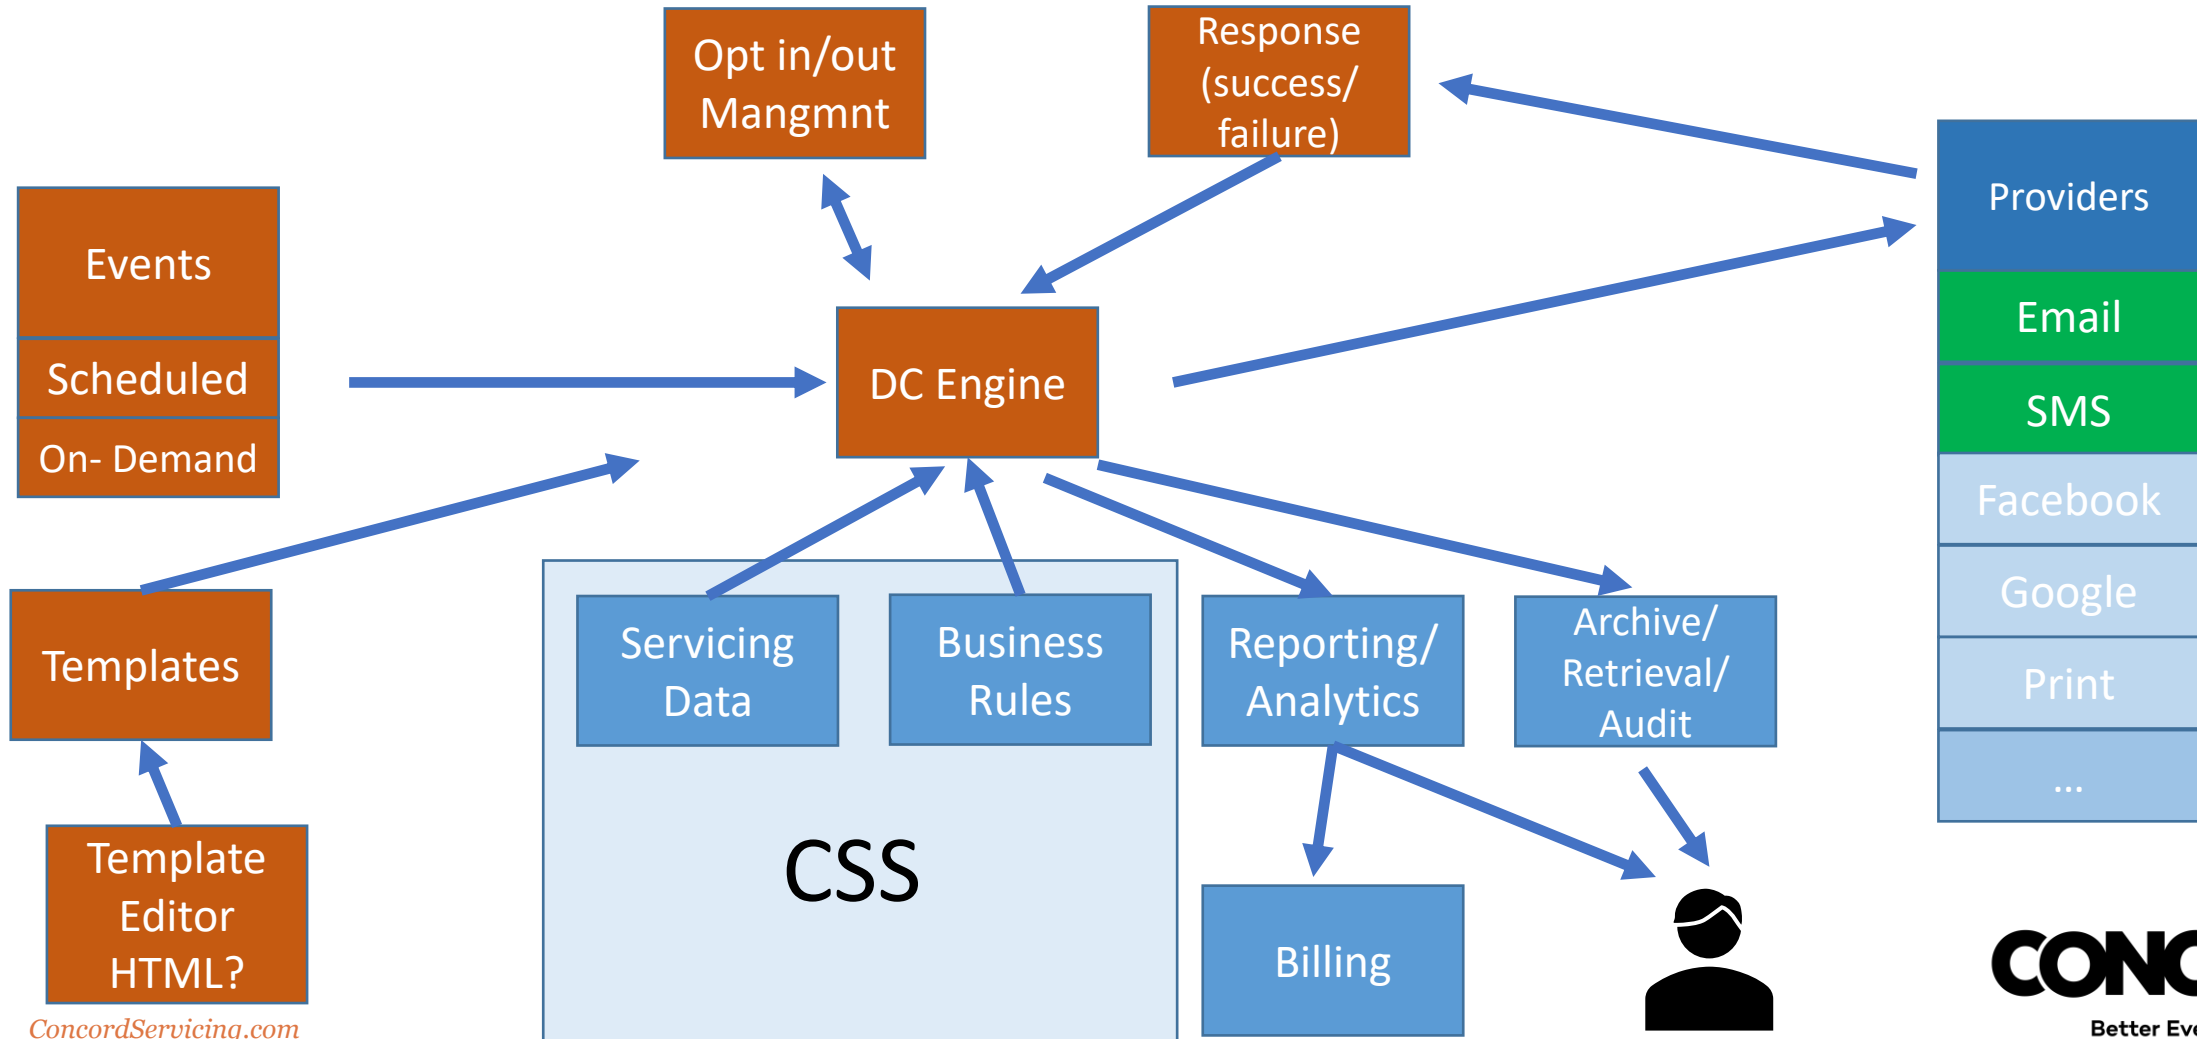 Opt in/out
Mangmnt
Response
(success/
failure)
Providers
Email
SMS
Facebook
Google
Print
...
Events
Scheduled
On- Demand
DC Engine
Templates
Template
Editor
HTML?
Servicing
Data
Business
Rules
CSS
Reporting/
Analytics
Archive/
Retrieval/
Audit
Billing
ConcordServicing.com
Better